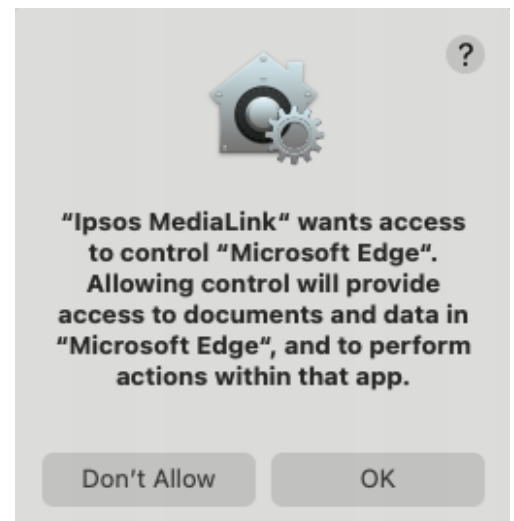 ?
“Ipsos MediaLink“ wants access
to control “Microsoft Edge“.
Allowing control will provide
access to documents and data in
“Microsoft Edge“, and to perform
actions within that app.
Don't Allow OK